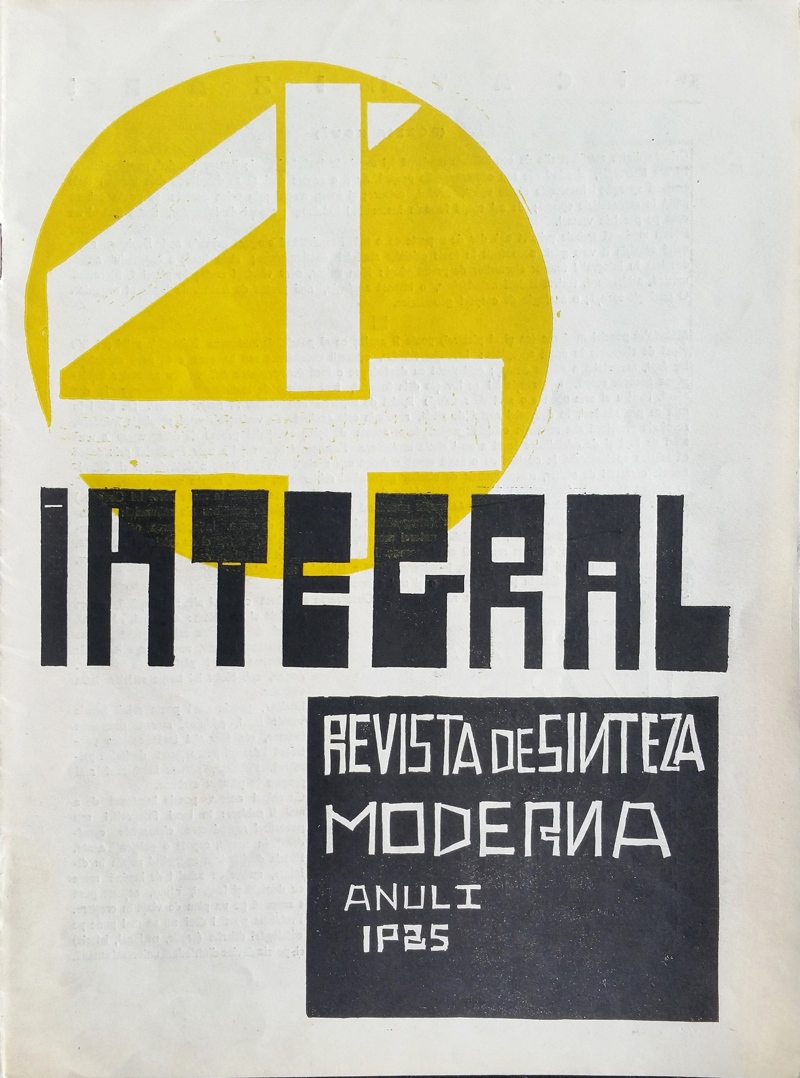 4
INTEGRAL
REVISTA DE SINTEZA
MODERNA
ANUL I
1925